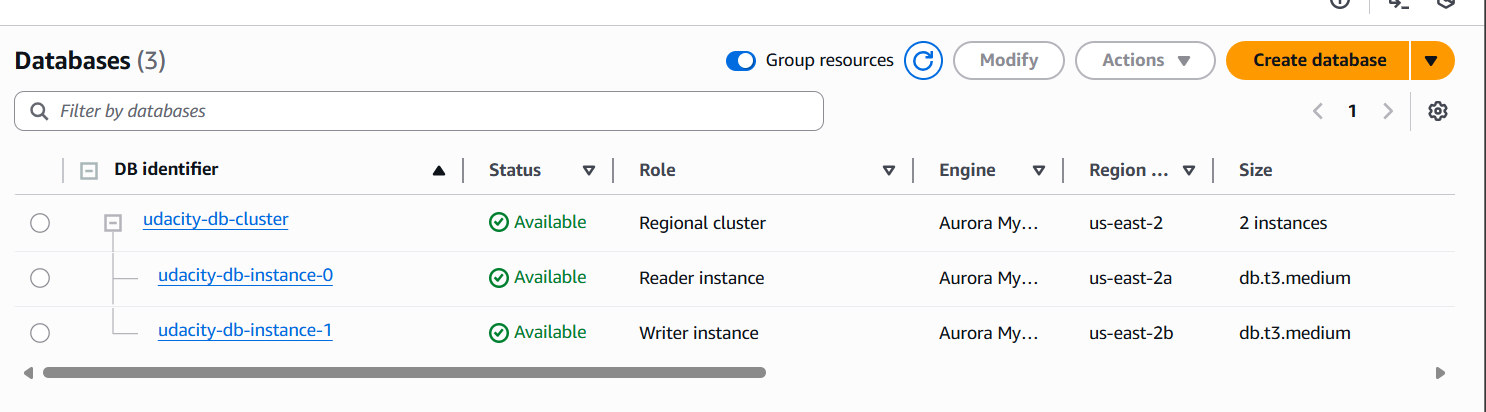 Databases (3) Group resources Modify Actions Create database
Filter by databases 1
DB identifier Status Role Engine Region ... Size
udacity-db-cluster Available Regional cluster Aurora My... us-east-2 2 instances
udacity-db-instance-0 Available Reader instance Aurora My... us-east-2a db.t3.medium
udacity-db-instance-1 Available Writer instance Aurora My... us-east-2b db.t3.medium